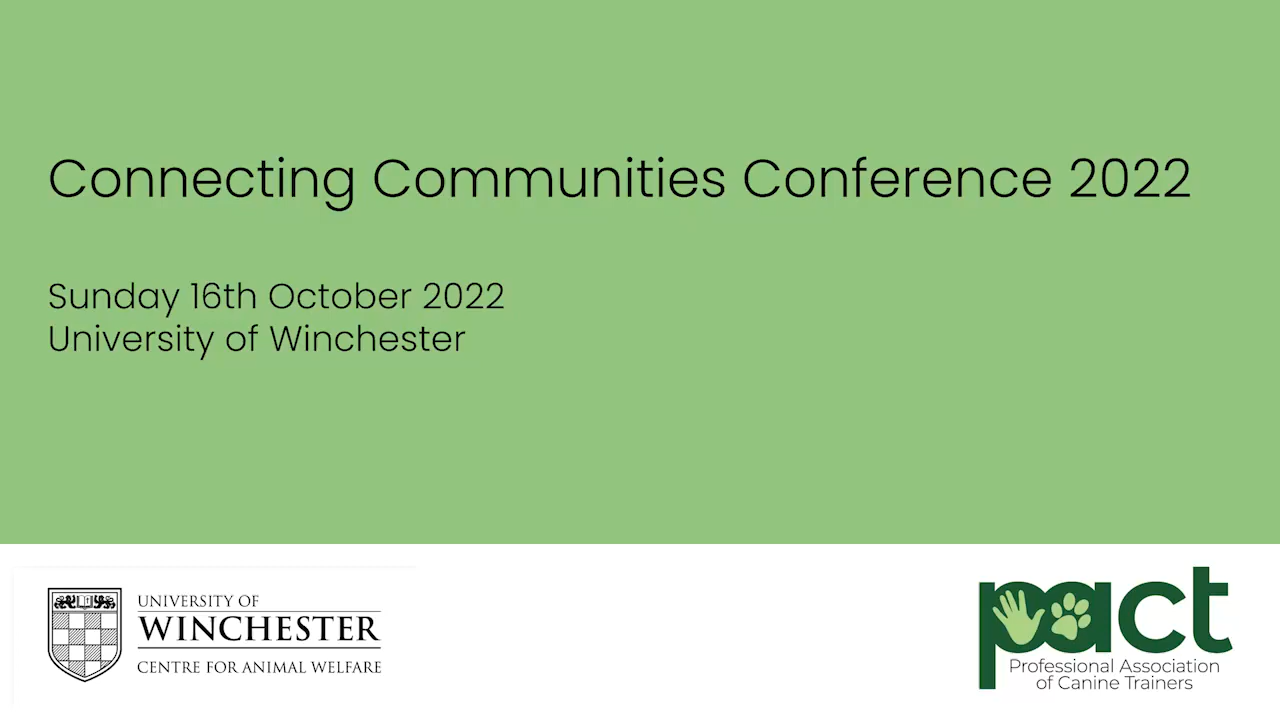 Connecting Communities Conference 2022
Sunday 16th October 2022
University of Winchester
UNIVERSITY OF
WINCHESTER
CENTRE FOR ANIMAL WELFARE
pact
Professional Association
of Canine Trainers